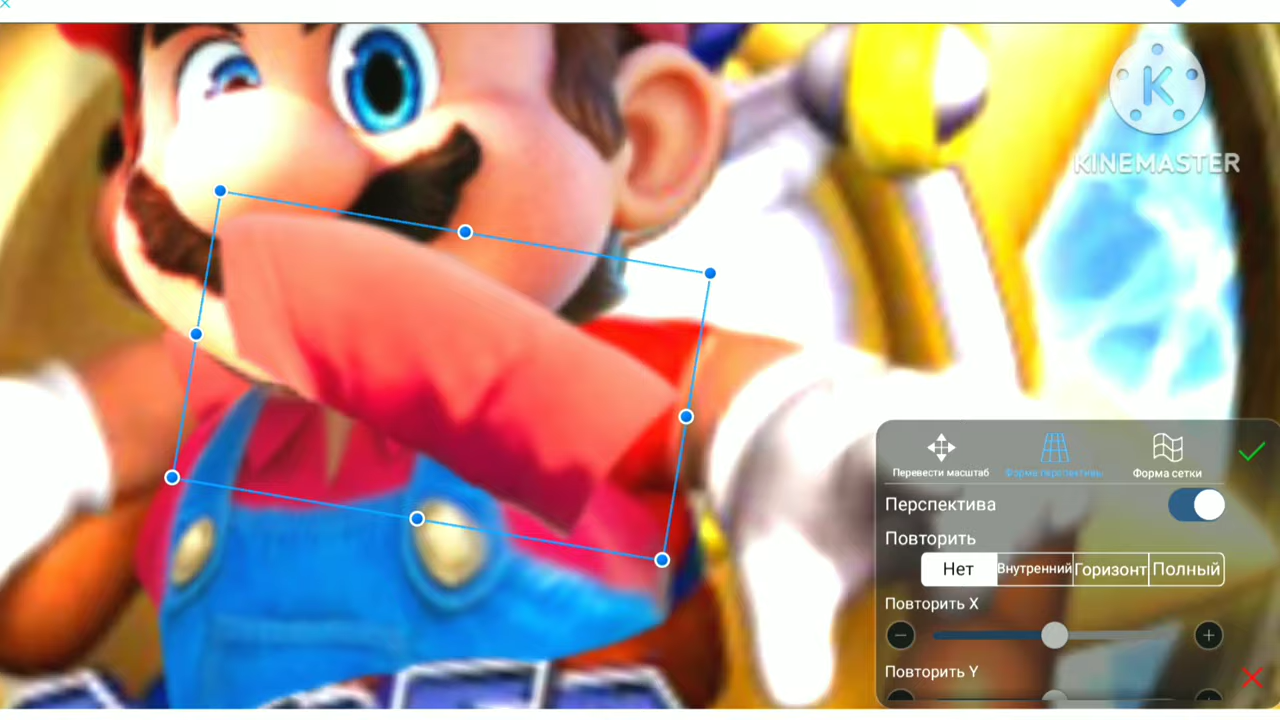 K
KINEMASTER
Перевести масштаб
Форма перспективы
Форма сетки
Перспектива
Повторить
Нет
Внутренний
Горизонт
Полный
Повторить X
Повторить Y